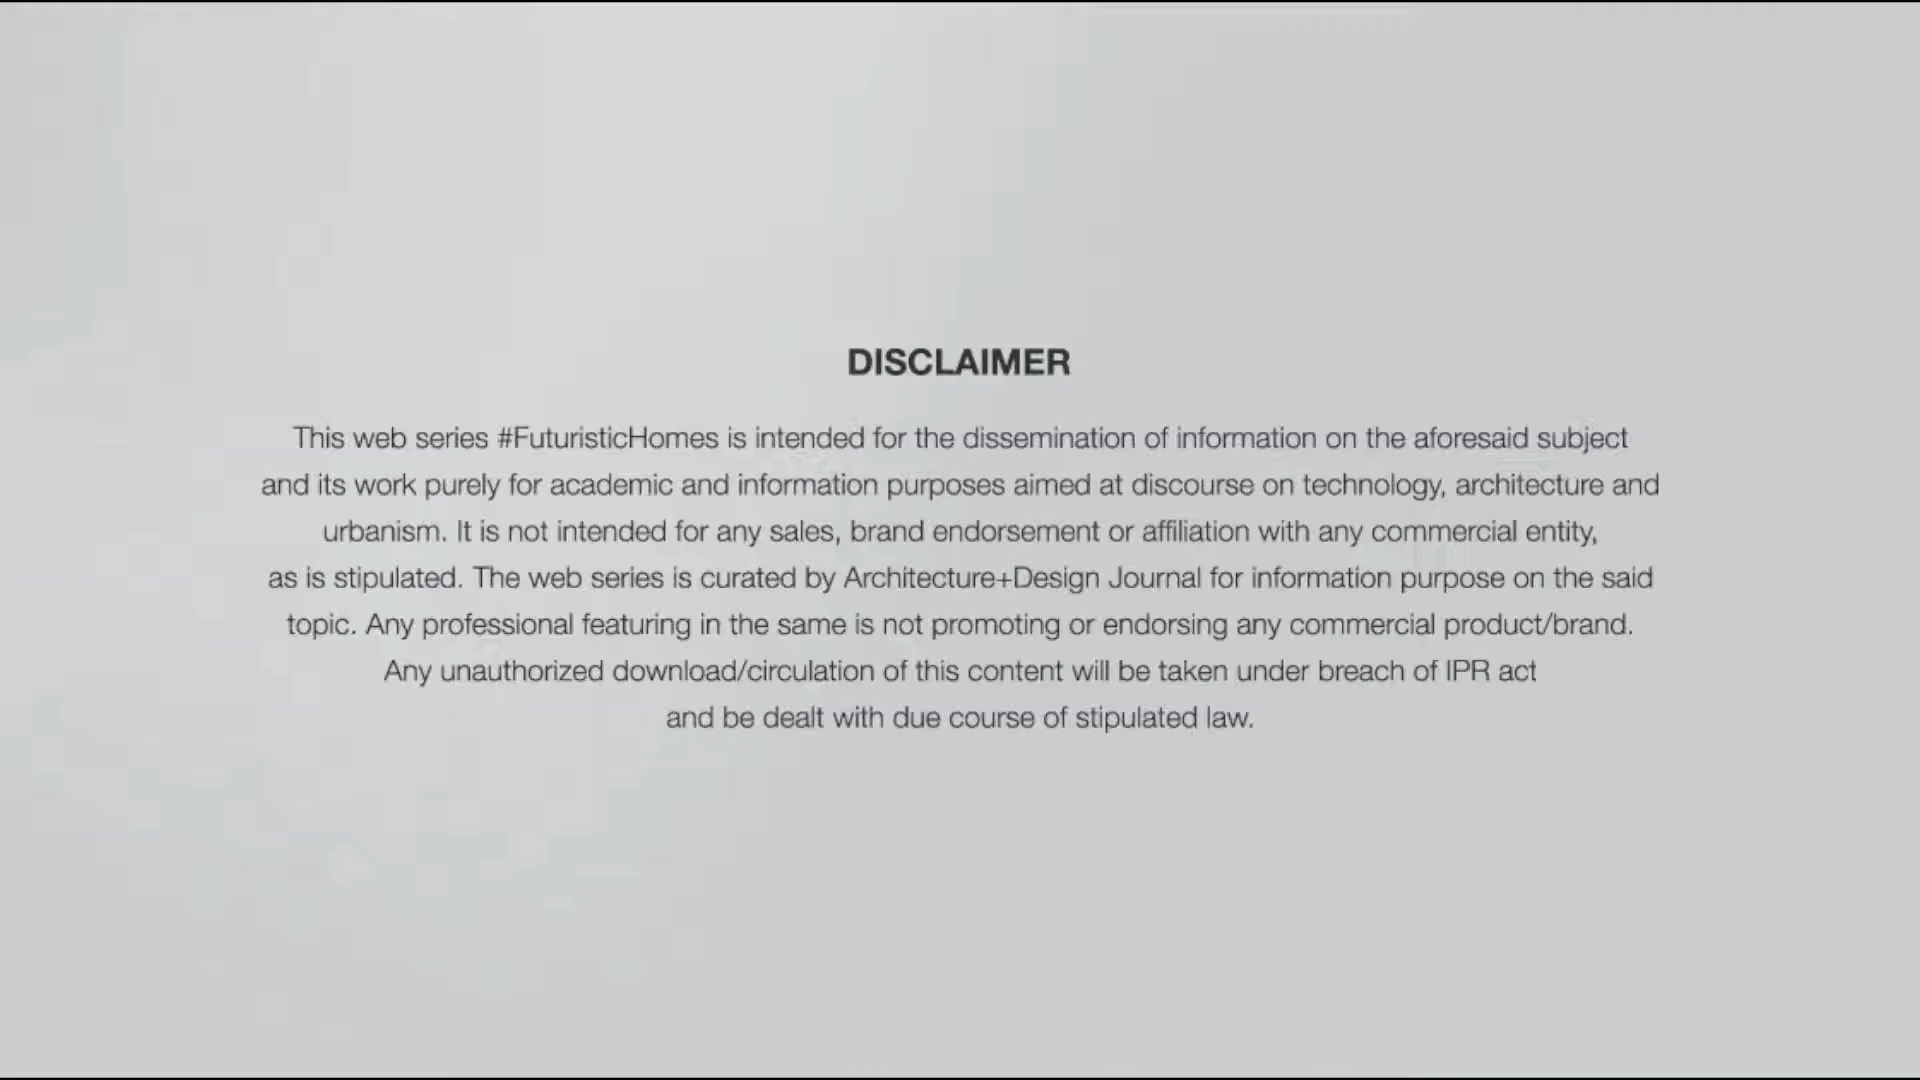 DISCLAIMER
This web series #FuturisticHomes is intended for the dissemination of information on the aforesaid subject
and its work purely for academic and information purposes aimed at discourse on technology, architecture and
urbanism. It is not intended for any sales, brand endorsement or affiliation with any commercial entity,
as is stipulated. The web series is curated by Architecture+Design Journal for information purpose on the said
topic. Any professional featuring in the same is not promoting or endorsing any commercial product/brand.
Any unauthorized download/circulation of this content will be taken under breach of IPR act
and be dealt with due course of stipulated law.